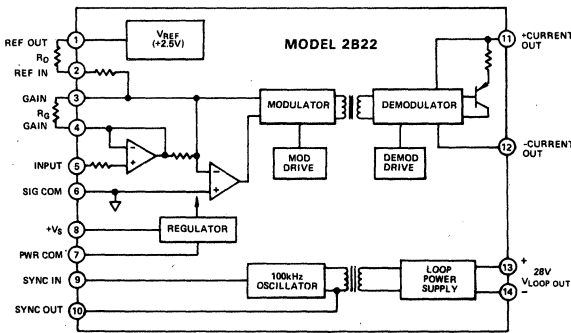 MODEL 2B22
REF OUT
1
VREF
(+2.5V)
RO
REF IN
2
GAIN
3
RG
GAIN
4
INPUT
5
SIG COM
6
+VS
8
PWR COM
7
SYNC IN
9
SYNC OUT
10
MODULATOR
DEMODULATOR
MOD
DRIVE
DEMOD
DRIVE
−
+
−
+
REGULATOR
100kHz
OSCILLATOR
LOOP
POWER
SUPPLY
11
+CURRENT
OUT
12
-CURRENT
OUT
13
+
28V
VLOOP OUT
14
−